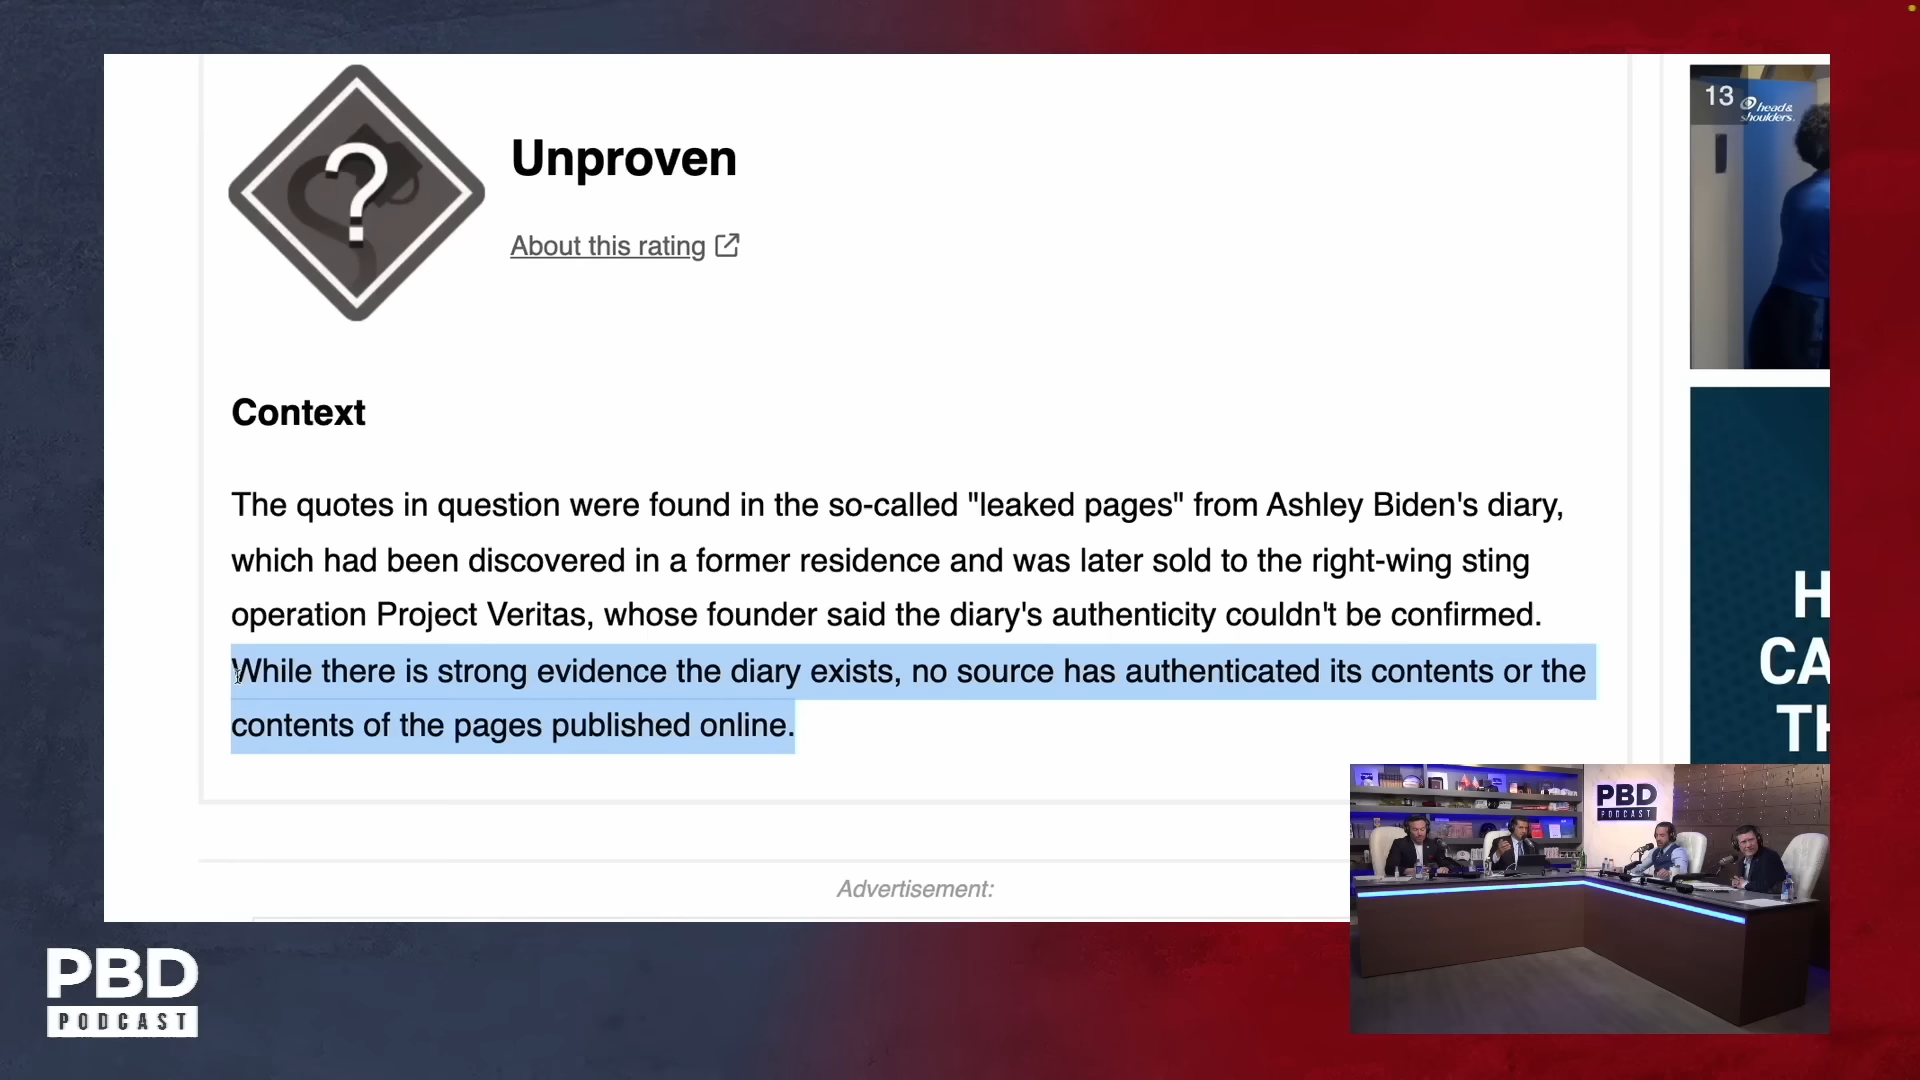 ?
Unproven
About this rating
Context
The quotes in question were found in the so-called "leaked pages" from Ashley Biden's diary,
which had been discovered in a former residence and was later sold to the right-wing sting
operation Project Veritas, whose founder said the diary's authenticity couldn't be confirmed.
While there is strong evidence the diary exists, no source has authenticated its contents or the
contents of the pages published online.
Advertisement:
13
head&
shoulders.
H
CA
TH
PBD
PODCAST
PBD
PODCAST